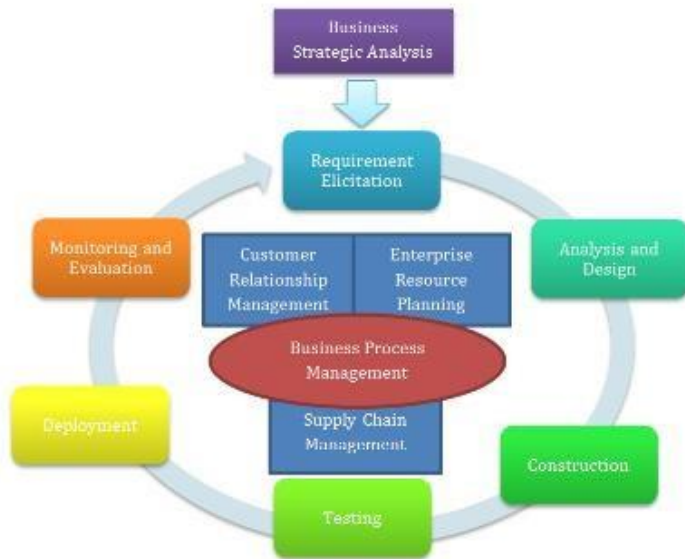 Business
Strategic Analysis
Requirement
Elicitation
Monitoring and
Evaluation
Customer
Relationship
Management
Enterprise
Resource
Planning
Analysis and
Design
Business Process
Management
Deployment
Supply Chain
Management
Construction
Testing